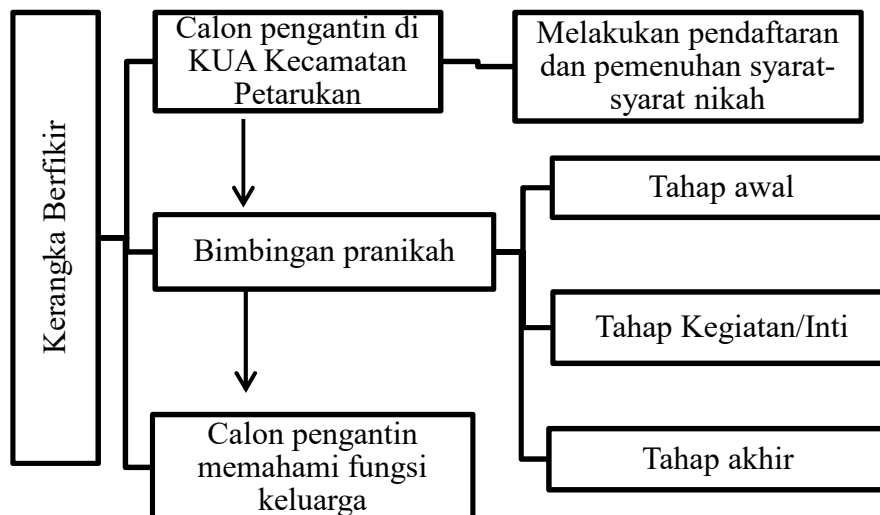 Kerangka Berfikir
Calon pengantin di
KUA Kecamatan
Petarukan
Melakukan pendaftaran
dan pemenuhan syarat-
syarat nikah
Bimbingan pranikah
Tahap awal
Tahap Kegiatan/Inti
Tahap akhir
Calon pengantin
memahami fungsi
keluarga